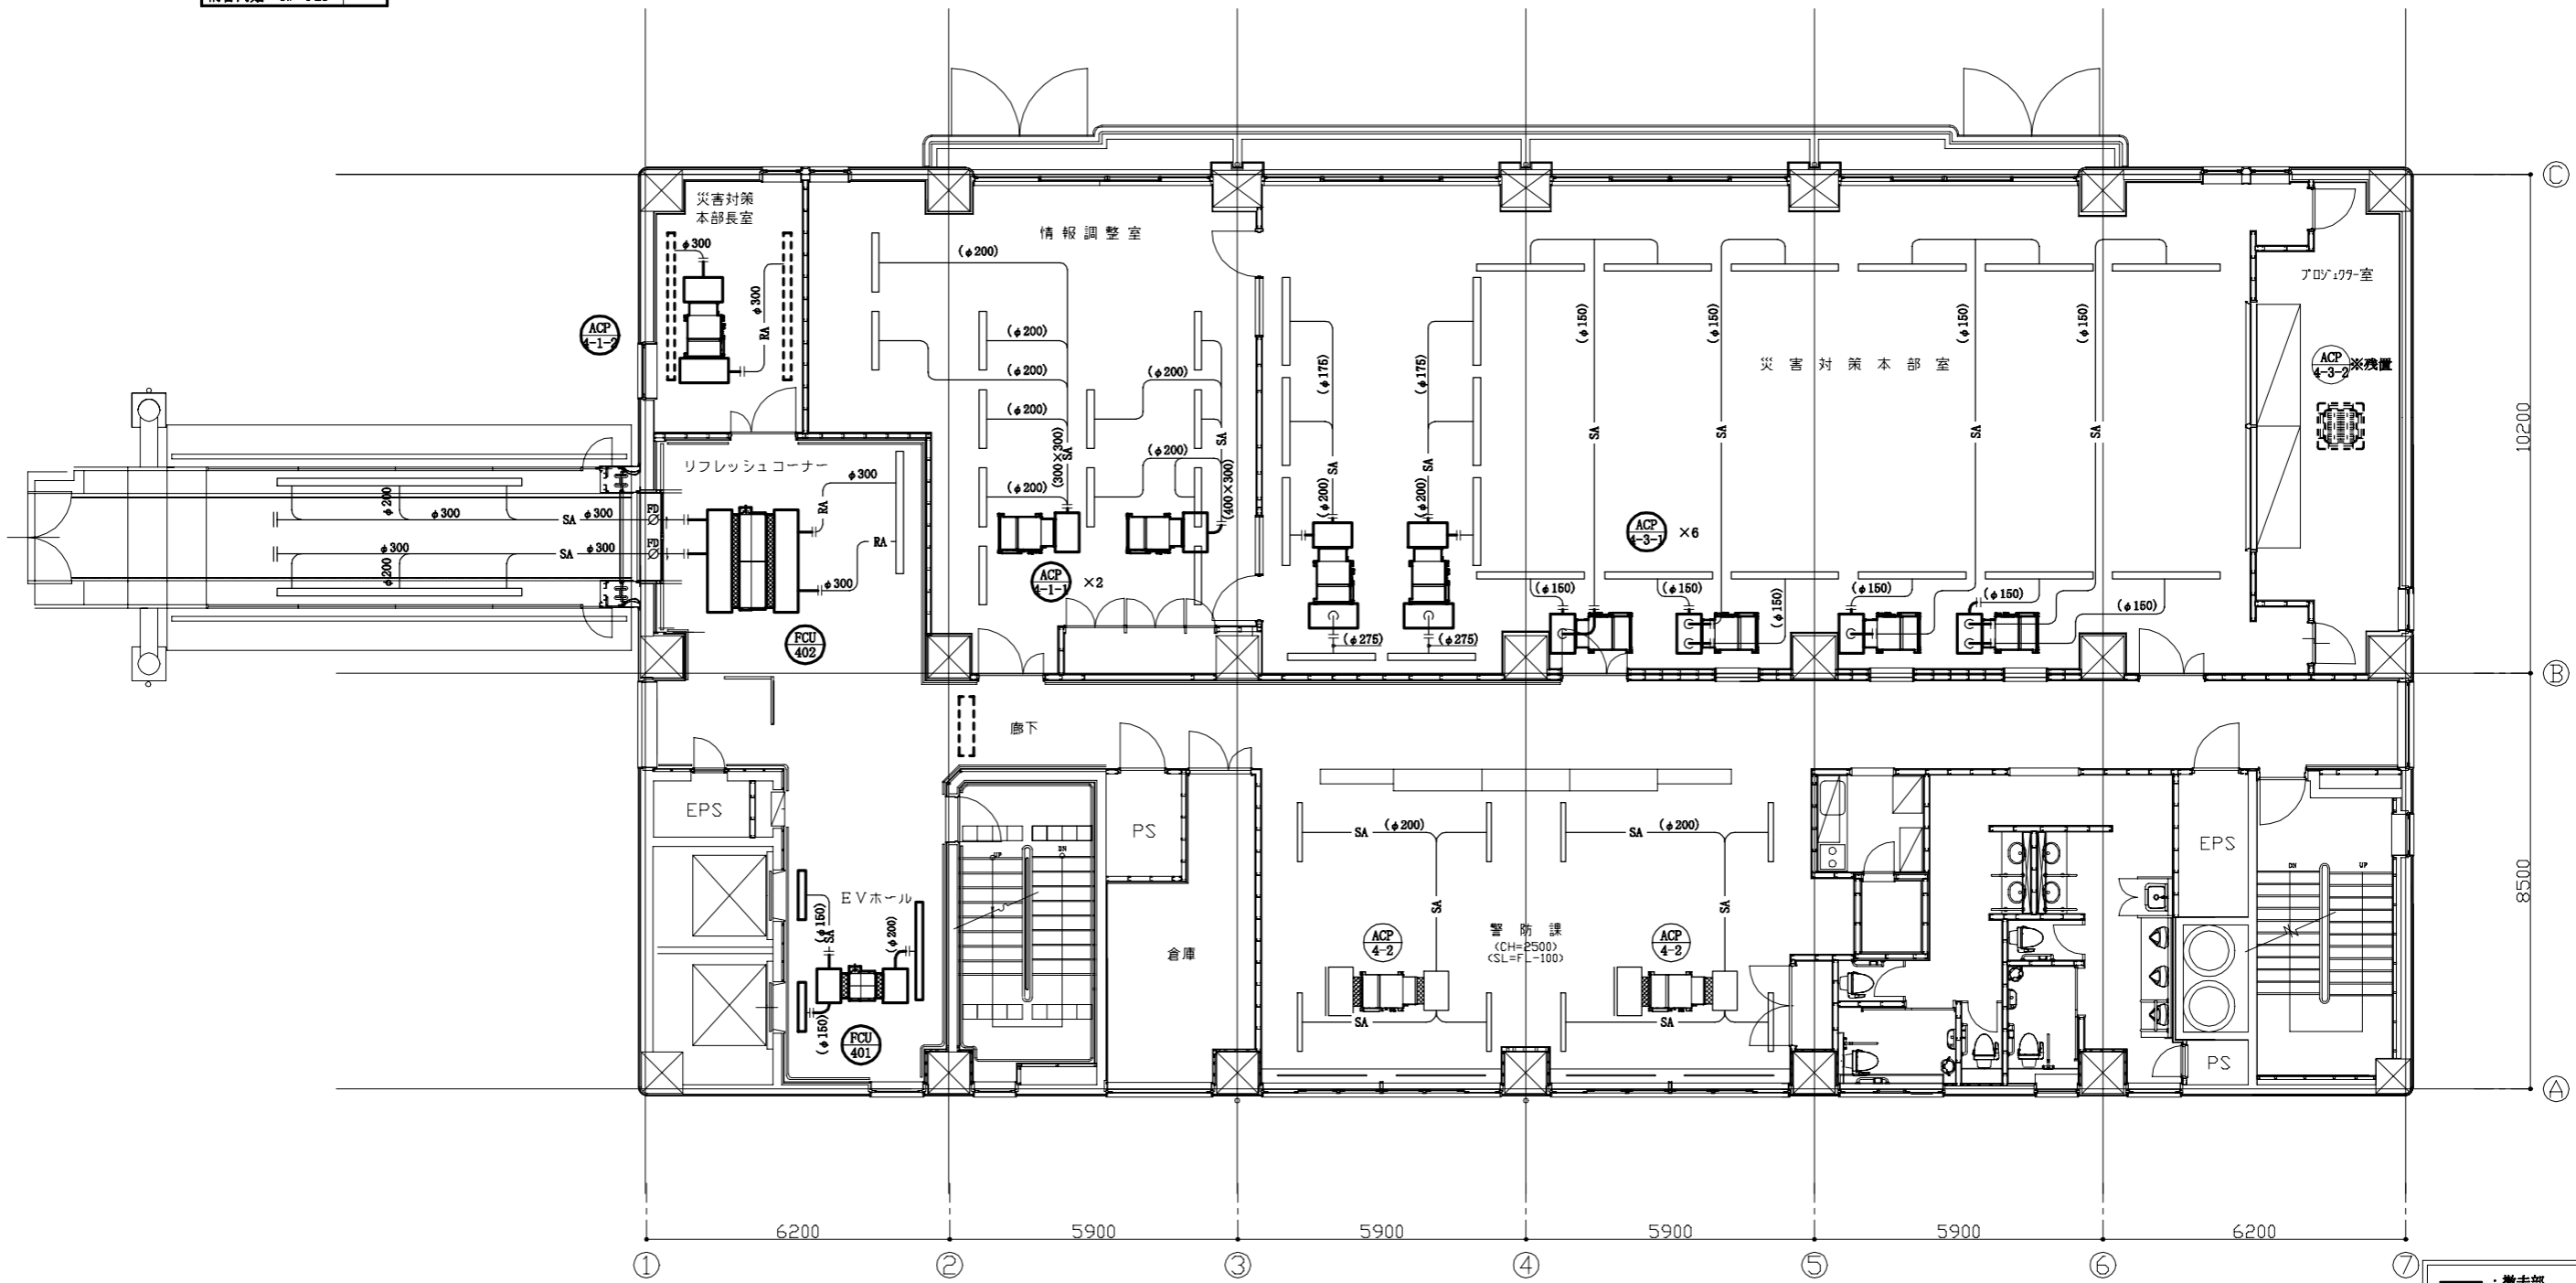 災害対策
本部長室
φ300
φ300
RA
ACP
4-1-2
情報調整室
(φ200)
(φ200)
(φ200)
(φ200)
(φ200)
(φ200)
(φ200)
(300×300)
SA
SA
(400×300)
ACP
4-1-1
×2
(φ175)
(φ175)
SA
SA
(φ200)
(φ200)
(φ275)
(φ275)
災害対策本部室
(φ150)
(φ150)
(φ150)
(φ150)
SA
SA
SA
SA
ACP
4-3-1
×6
(φ150)
(φ150)
(φ150)
(φ150)
(φ150)
(φ150)
プロジェクター室
ACP
4-3-2
※残置
C
10200
リフレッシュコーナー
φ300
RA
RA
φ300
FD
FD
φ200
φ300
SA
φ300
φ300
SA
φ300
φ200
FCU
402
B
廊下
EPS
PS
UP
DN
EVホール
(φ150)
SA
(φ200)
(φ150)
FCU
401
倉庫
SA
(φ200)
SA
(φ200)
SA
SA
ACP
4-2
警防課
(CH=2500)
(SL=FL-100)
ACP
4-2
SA
SA
EPS
DN
UP
PS
8500
A
6200
5900
5900
5900
5900
6200
1
2
3
4
5
6
7
：撤去部